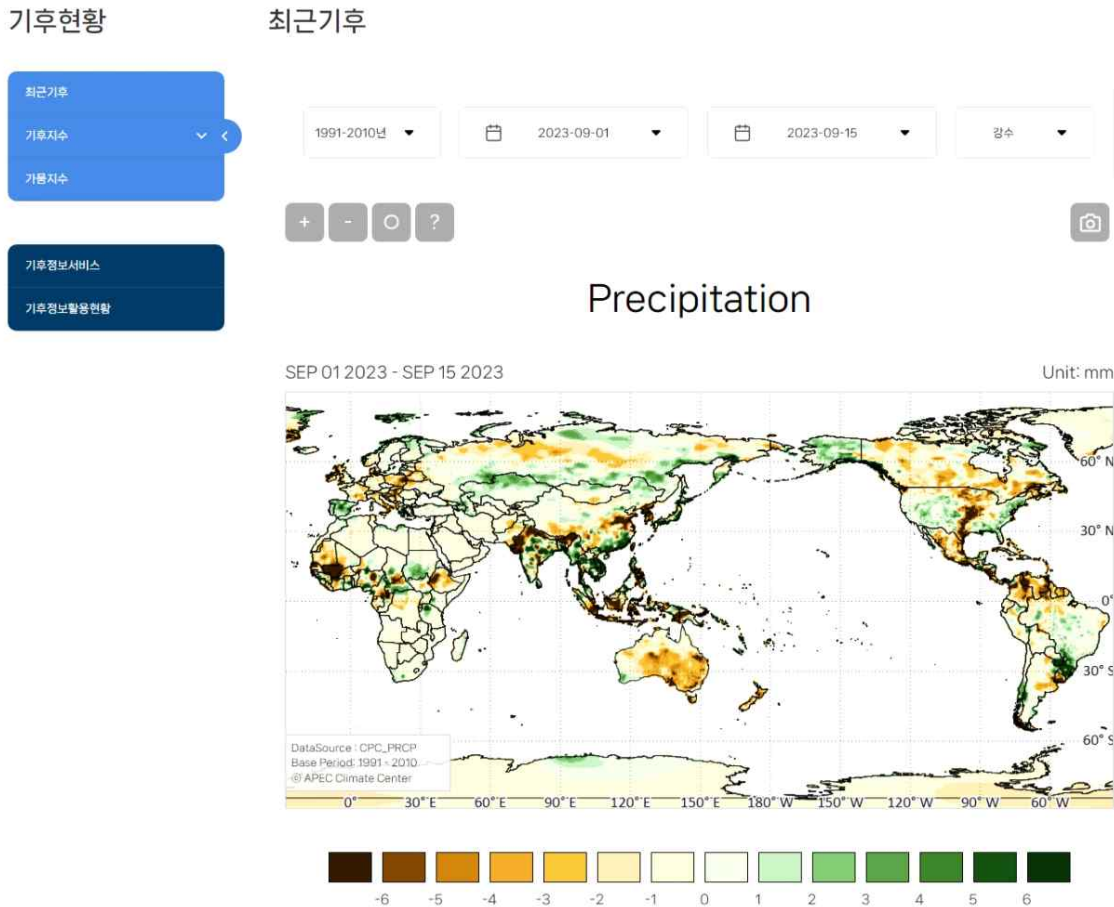 기후현황
최근기후
최근기후
기후지수
가뭄지수
기후정보서비스
기후정보활용현황
1991-2010년
2023-09-01
2023-09-15
강수
+
-
O
?
Precipitation
SEP 01 2023 - SEP 15 2023
Unit: mm
60° N
30° N
0°
30° S
60° S
DataSource : CPC_PRCP
Base Period: 1991 - 2010
© APEC Climate Center
0° 30° E 60° E 90° E 120° E 150° E 180° W 150° W 120° W 90° W 60° W
-6 -5 -4 -3 -2 -1 0 1 2 3 4 5 6